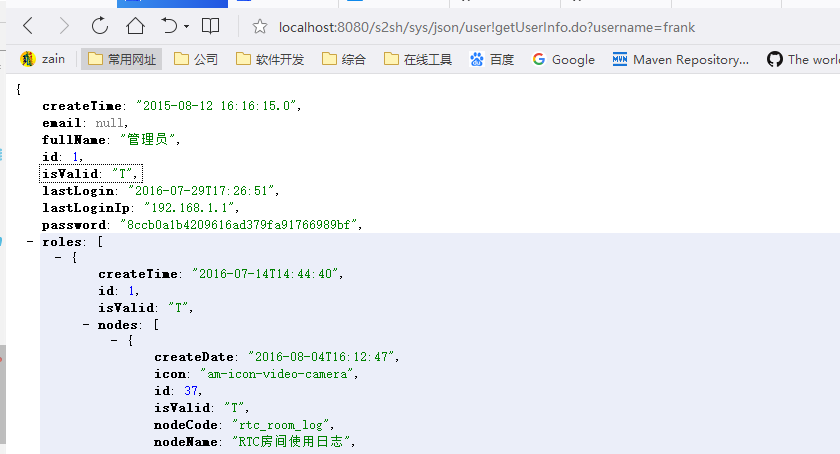 localhost:8080/s2sh/sys/json/user!getUserInfo.do?username=frank
zain 常用网址 公司 软件开发 综合 在线工具 百度 Google MVN Maven Repository... The worl
{
createTime: "2015-08-12 16:16:15.0",
email: null,
fullName: "管理员",
id: 1,
isValid: "T",
lastLogin: "2016-07-29T17:26:51",
lastLoginIp: "192.168.1.1",
password: "8ccb0a1b4209616ad379fa91766989bf",
- roles: [
- {
createTime: "2016-07-14T14:44:40",
id: 1,
isValid: "T",
- nodes: [
- {
createDate: "2016-08-04T16:12:47",
icon: "am-icon-video-camera",
id: 37,
isValid: "T",
nodeCode: "rtc_room_log",
nodeName: "RTC房间使用日志",